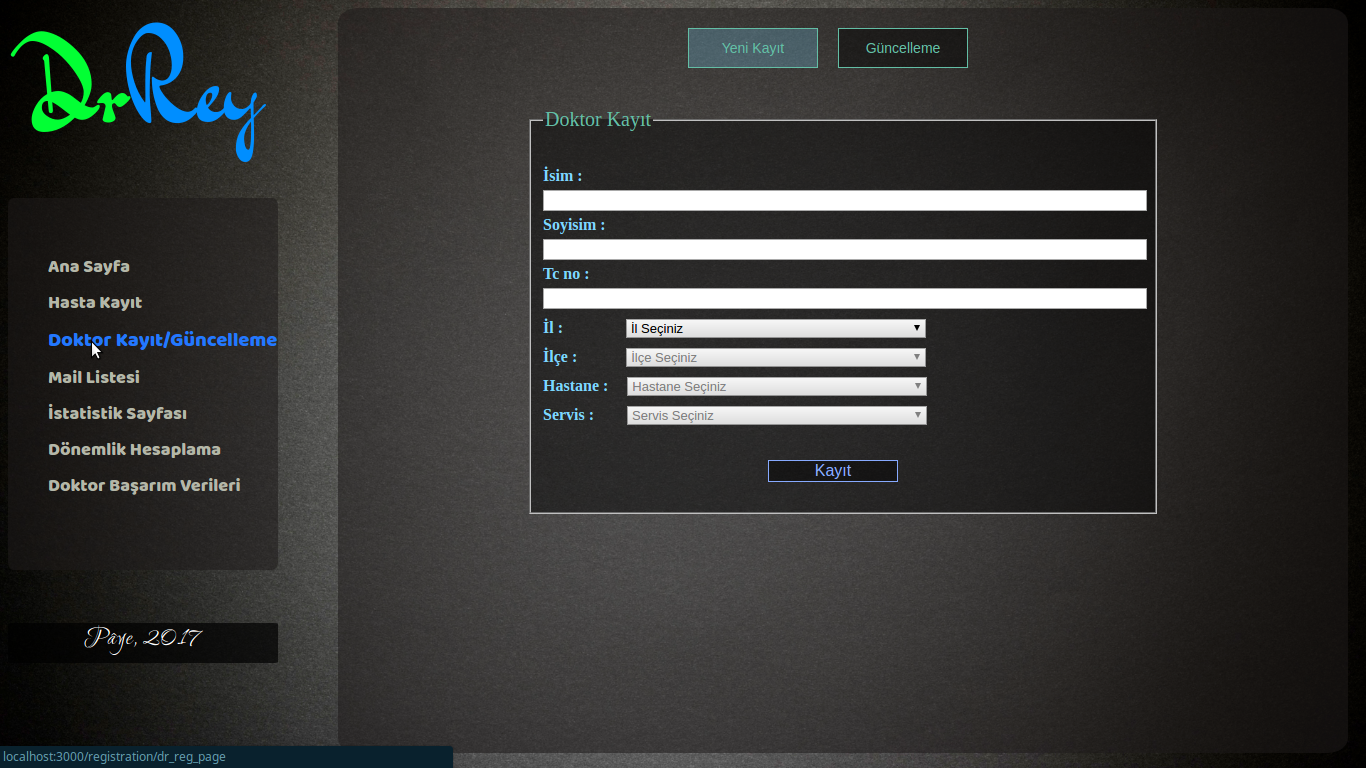 DrRey
Ana Sayfa
Hasta Kayıt
Doktor Kayıt/Güncelleme
Mail Listesi
İstatistik Sayfası
Dönemlik Hesaplama
Doktor Başarım Verileri
Pâye, 2017
Yeni Kayıt
Güncelleme
Doktor Kayıt
İsim :
Soyisim :
Tc no :
İl : İl Seçiniz
İlçe : İlçe Seçiniz
Hastane : Hastane Seçiniz
Servis : Servis Seçiniz
Kayıt
localhost:3000/registration/dr_reg_page